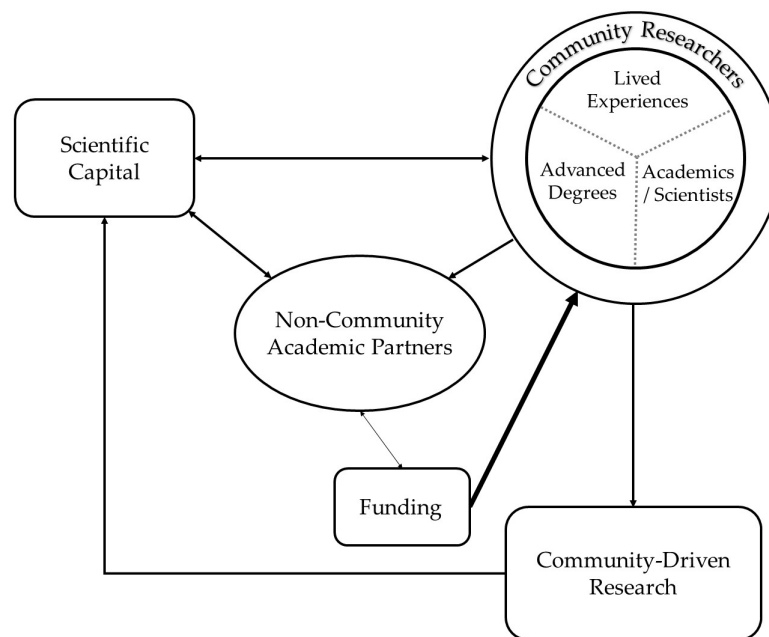 Community Researchers
Lived
Experiences
Advanced
Degrees
Academics
/ Scientists
Scientific
Capital
Non-Community
Academic Partners
Funding
Community-Driven
Research